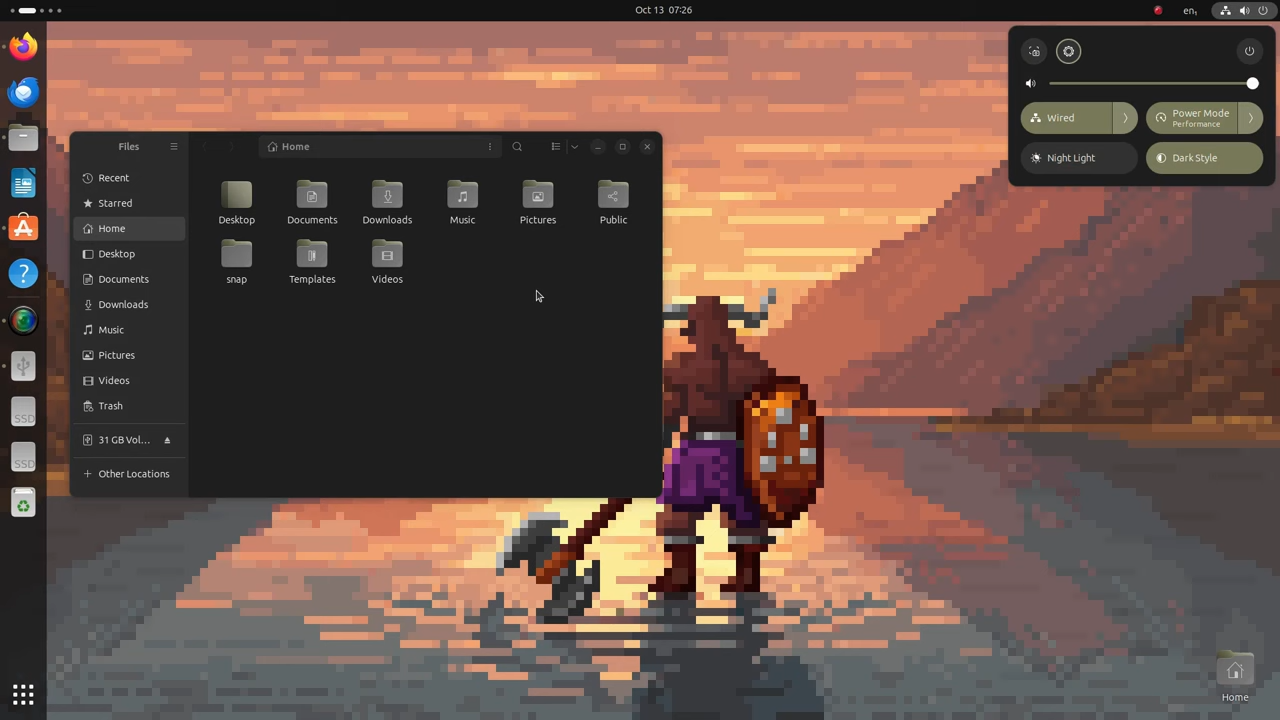 Oct 13 07:26
en₁
Files
Home
Recent
Starred
Home
Desktop
Documents
Downloads
Music
Pictures
Videos
Trash
31 GB Vol…
Other Locations
Desktop
Documents
Downloads
Music
Pictures
Public
snap
Templates
Videos
Wired
Power Mode
Performance
Night Light
Dark Style
SSD
SSD
Home